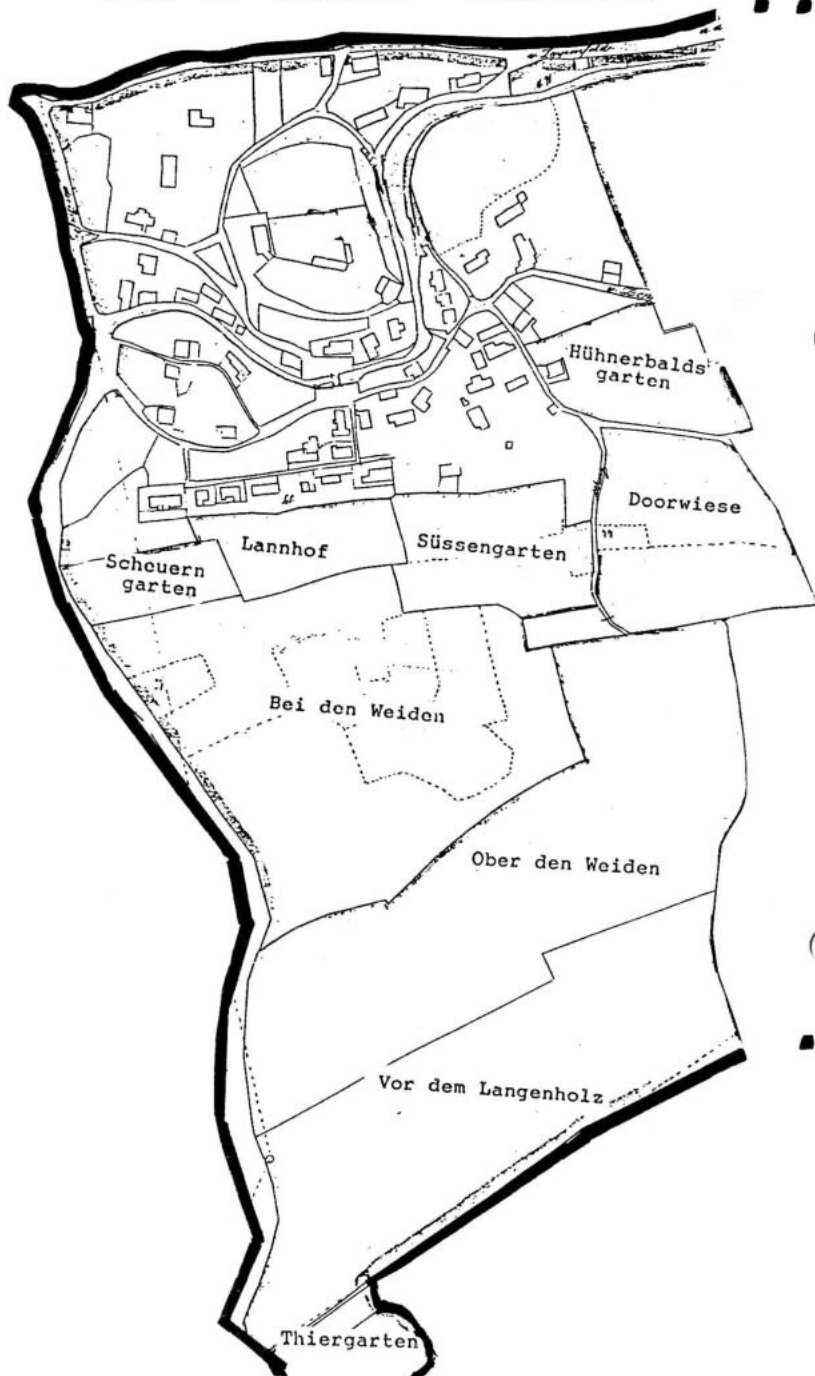 Hühnerbalds
garten
Doorwiese
Süssengarten
Lannhof
Scheuern
garten
Bei den Weiden
Ober den Weiden
Vor dem Langenholz
Thiergarten